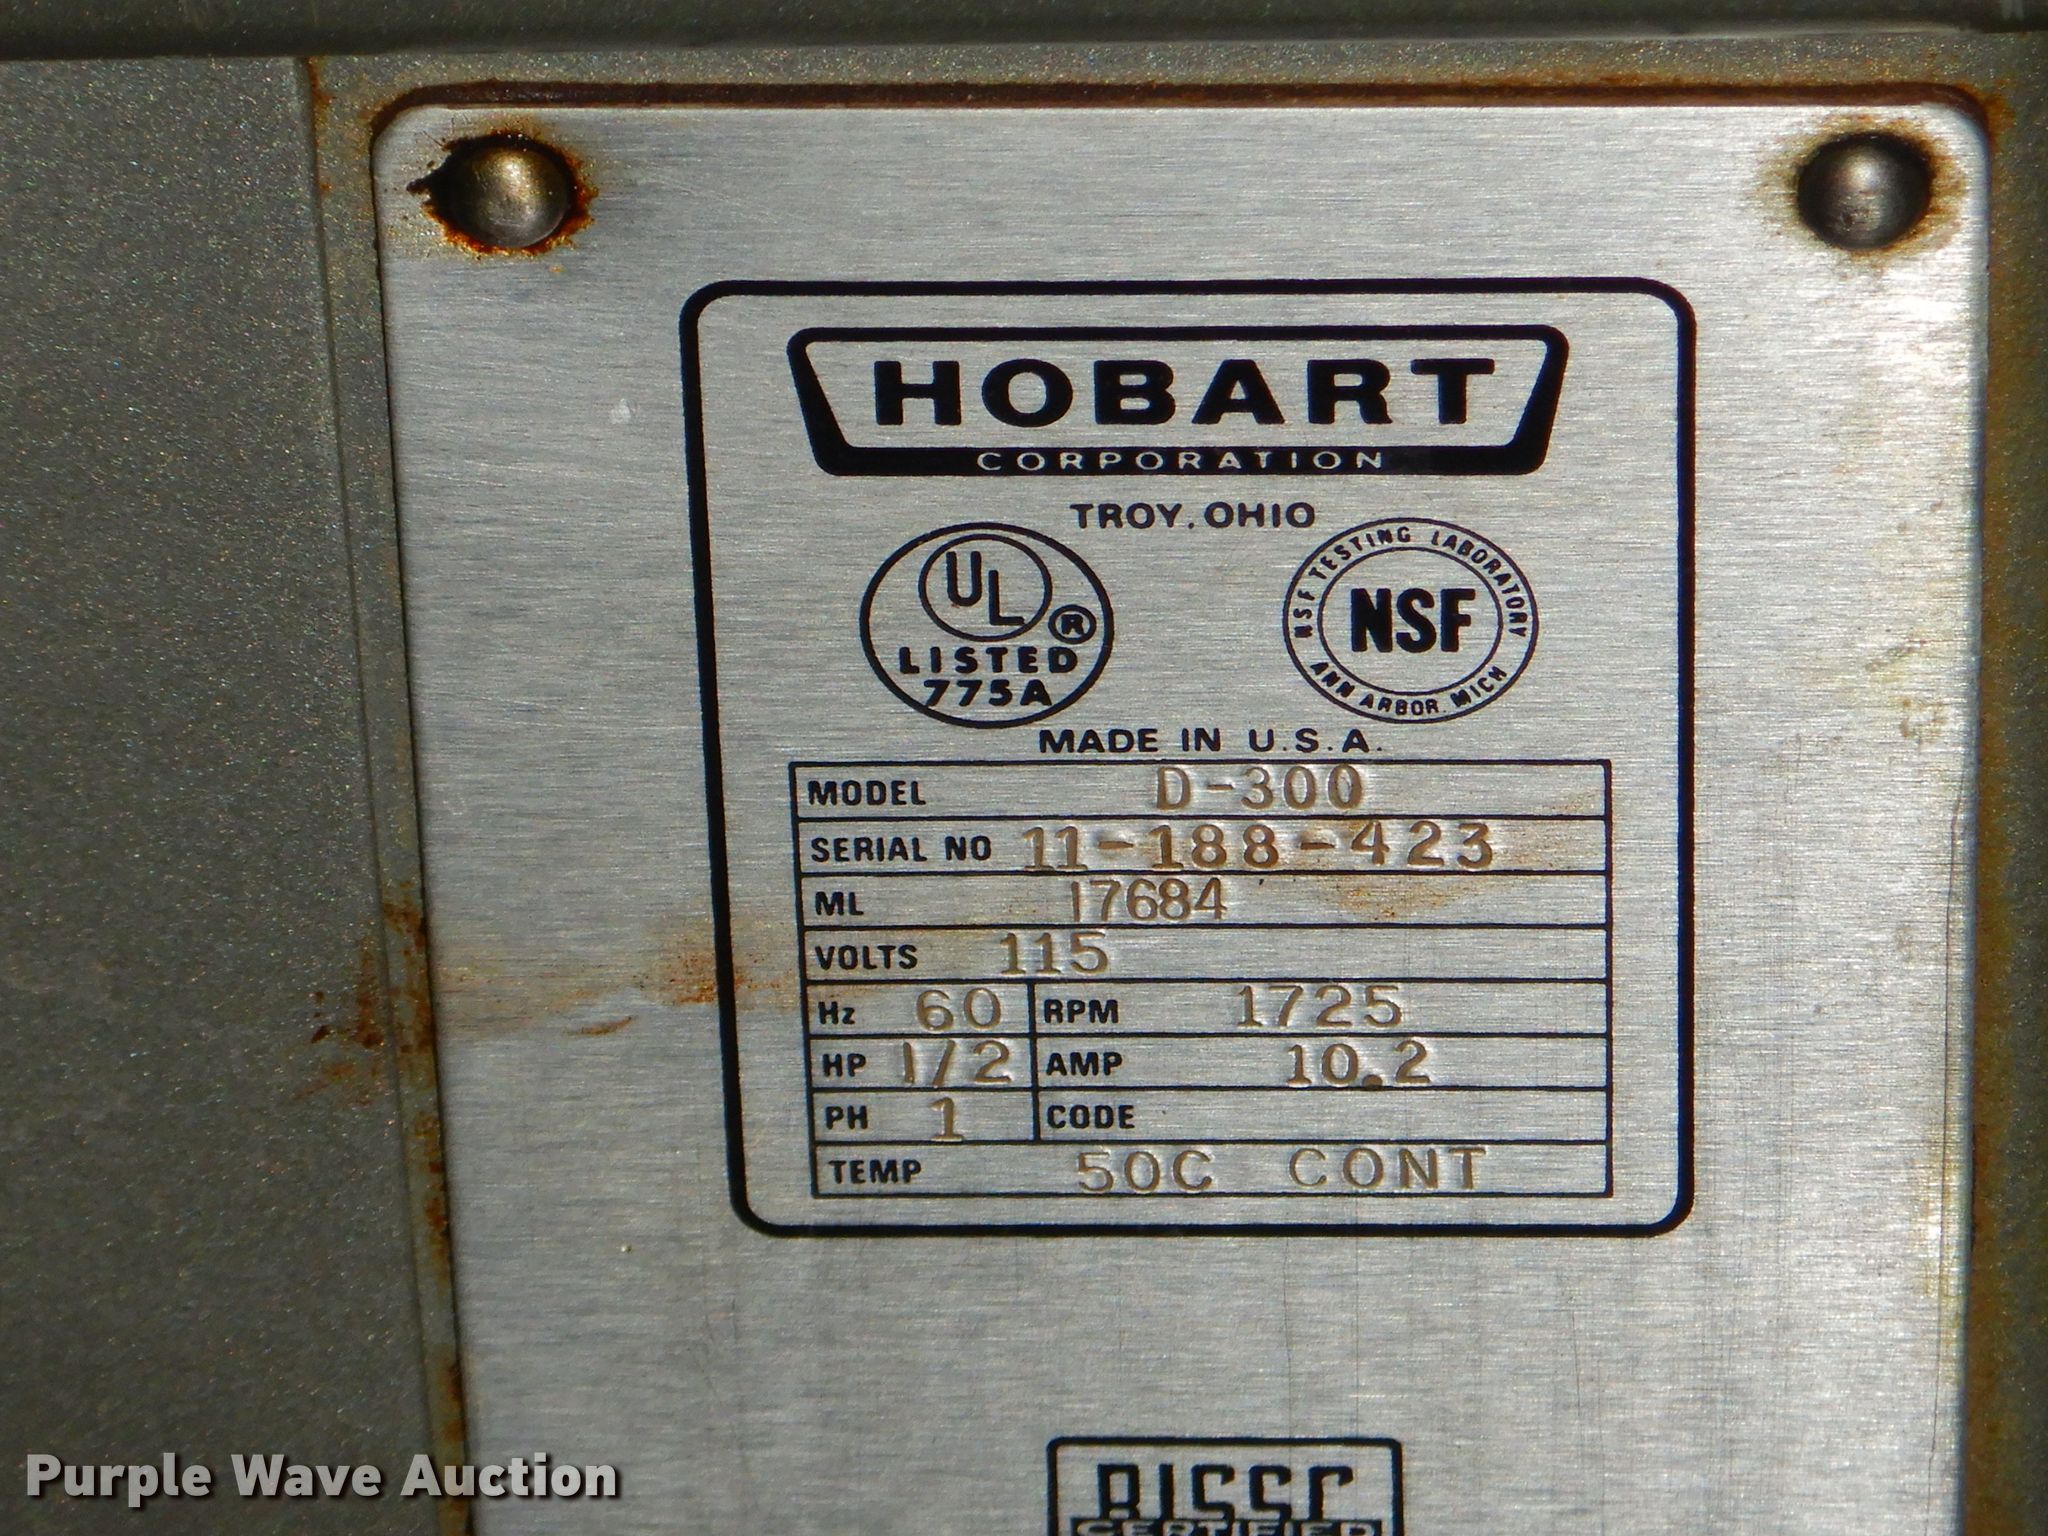 HOBART
CORPORATION
TROY, OHIO
UL
®
LISTED
775A
NSF TESTING LABORATORY
NSF
ANN ARBOR, MICH
MADE IN U.S.A.
MODEL D-300
SERIAL NO 11-188-423
ML 17684
VOLTS 115
Hz 60 RPM 1725
HP 1/2 AMP 10.2
PH 1 CODE
TEMP 50C CONT
BISSC
CERTIFIED
Purple Wave Auction